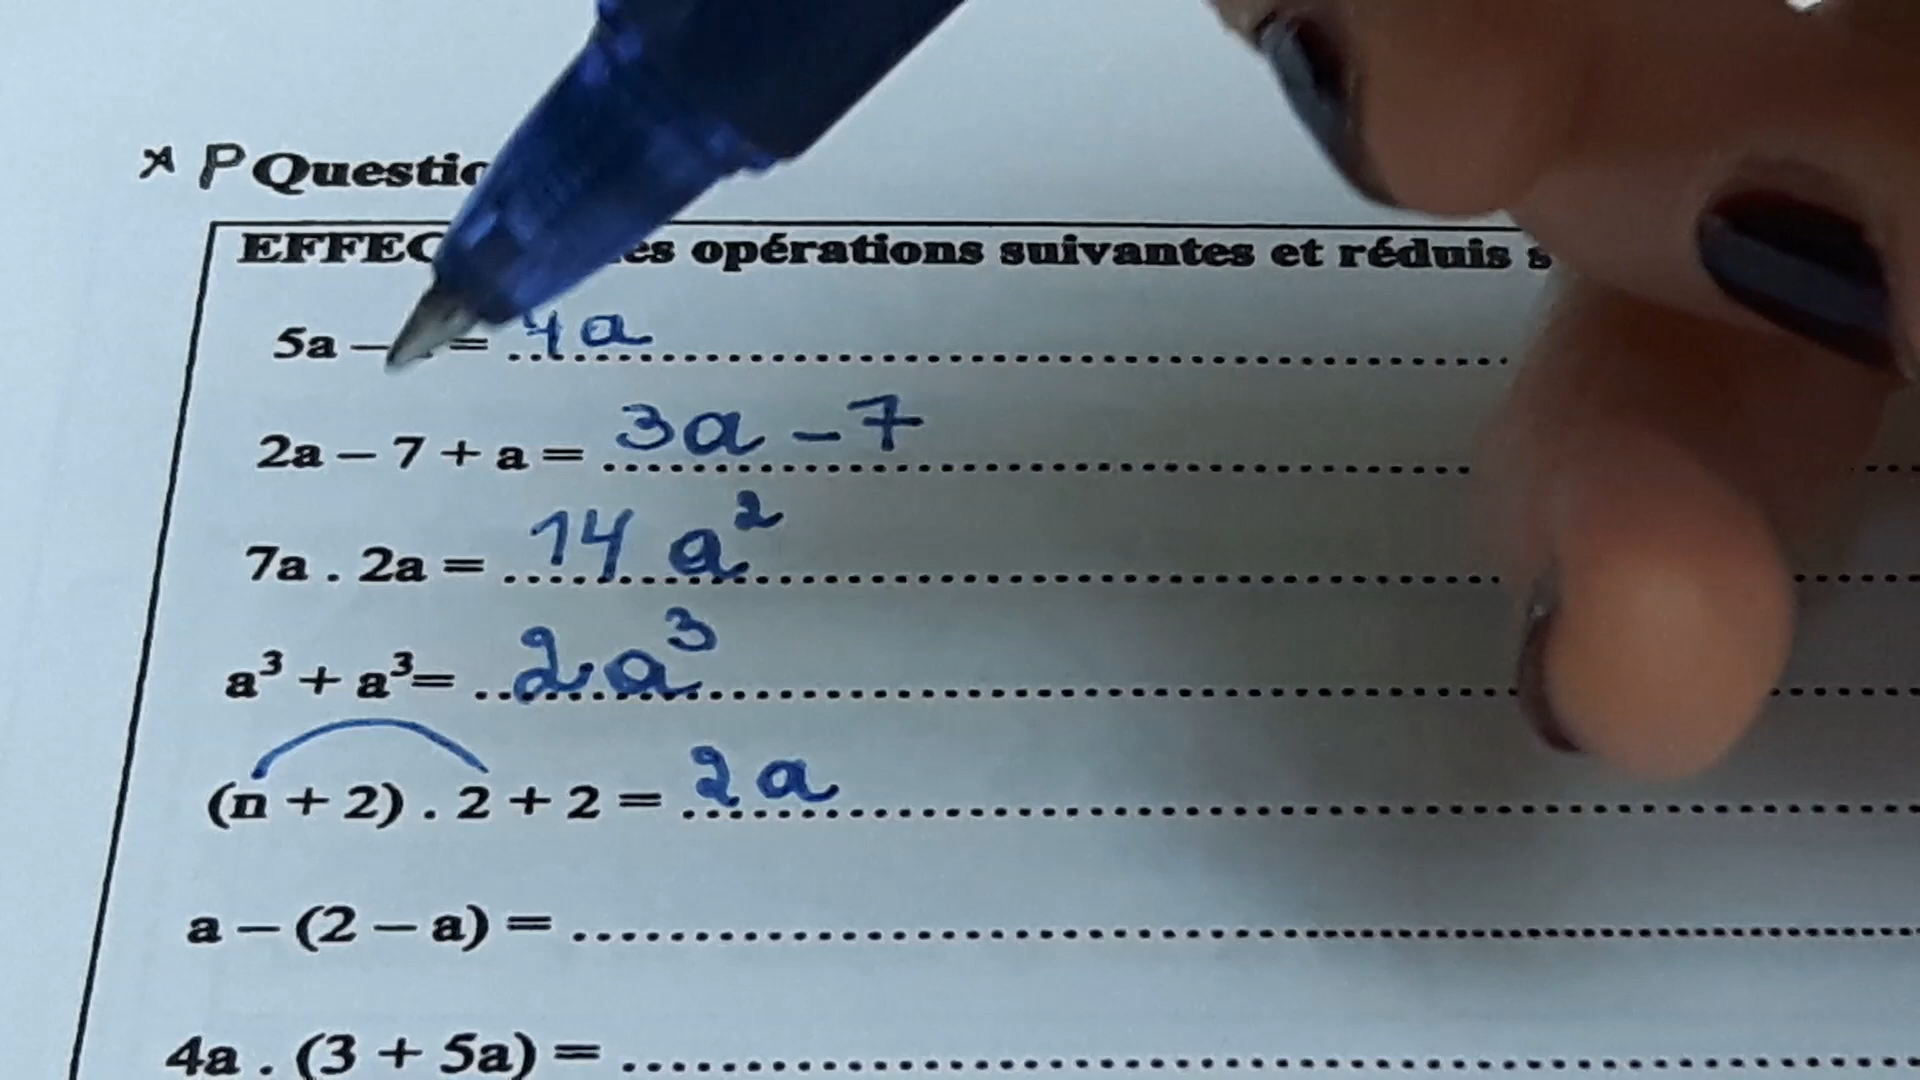 * P Questio
EFFEC es opérations suivantes et réduis s
5a – = 4a
2a – 7 + a = 3a - 7
7a . 2a = 14 a²
a³ + a³= 2a³
(n + 2) . 2 + 2 = 2a
a – (2 – a) =
4a . (3 + 5a) =